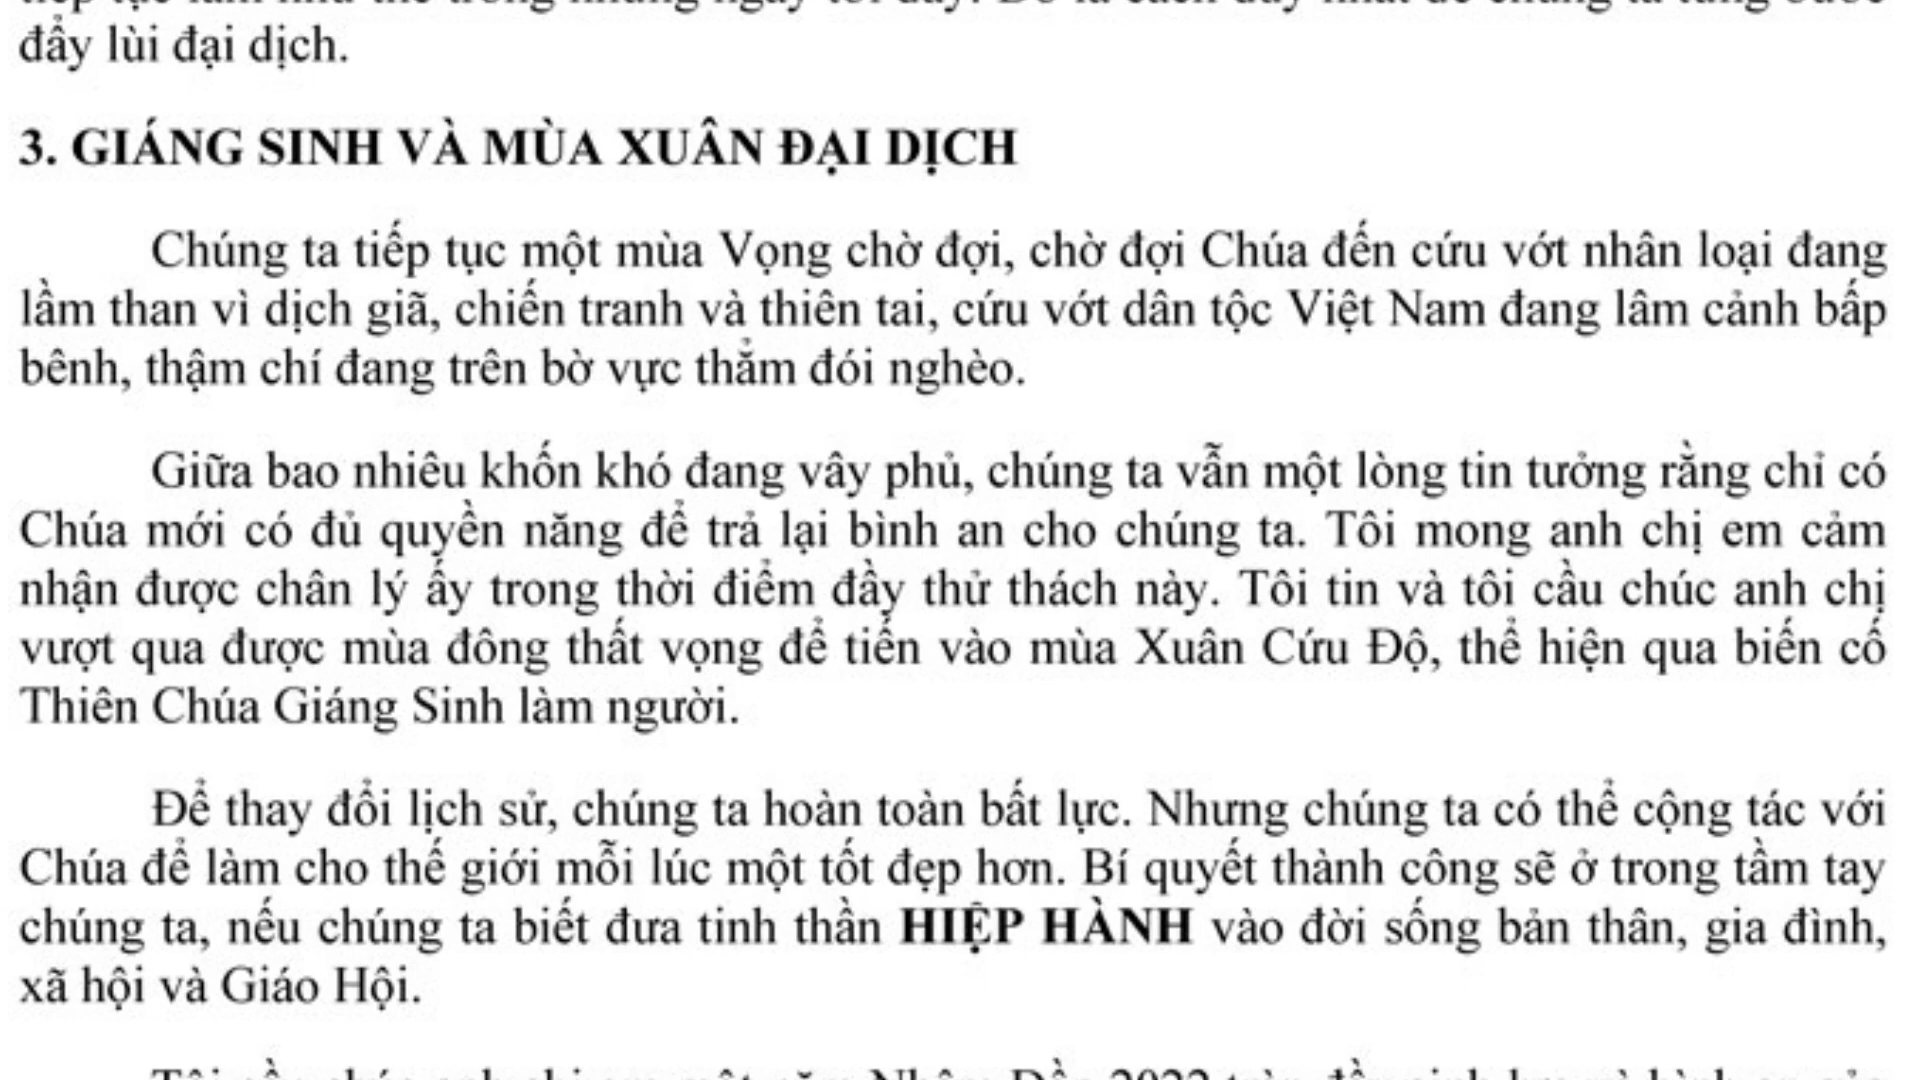 đẩy lùi đại dịch.
3. GIÁNG SINH VÀ MÙA XUÂN ĐẠI DỊCH
Chúng ta tiếp tục một mùa Vọng chờ đợi, chờ đợi Chúa đến cứu vớt nhân loại đang
lầm than vì dịch giã, chiến tranh và thiên tai, cứu vớt dân tộc Việt Nam đang lâm cảnh bấp
bênh, thậm chí đang trên bờ vực thẳm đói nghèo.
Giữa bao nhiêu khốn khó đang vây phủ, chúng ta vẫn một lòng tin tưởng rằng chỉ có
Chúa mới có đủ quyền năng để trả lại bình an cho chúng ta. Tôi mong anh chị em cảm
nhận được chân lý ấy trong thời điểm đầy thử thách này. Tôi tin và tôi cầu chúc anh chị
vượt qua được mùa đông thất vọng để tiến vào mùa Xuân Cứu Độ, thể hiện qua biến cố
Thiên Chúa Giáng Sinh làm người.
Để thay đổi lịch sử, chúng ta hoàn toàn bất lực. Nhưng chúng ta có thể cộng tác với
Chúa để làm cho thế giới mỗi lúc một tốt đẹp hơn. Bí quyết thành công sẽ ở trong tầm tay
chúng ta, nếu chúng ta biết đưa tinh thần HIỆP HÀNH vào đời sống bản thân, gia đình,
xã hội và Giáo Hội.